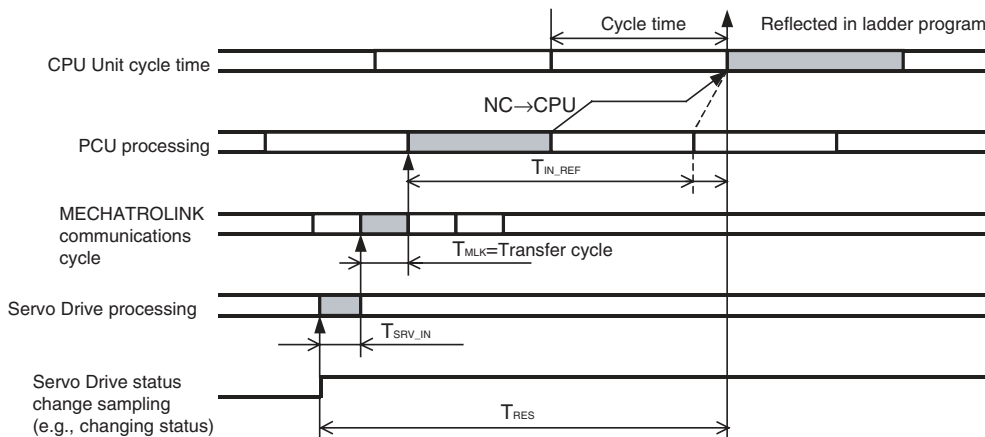 Cycle time
Reflected in ladder program
CPU Unit cycle time
NC→CPU
PCU processing
TIN_REF
MECHATROLINK
communications
cycle
TMLK=Transfer cycle
Servo Drive processing
TSRV_IN
Servo Drive status
change sampling
(e.g., changing status)
TRES